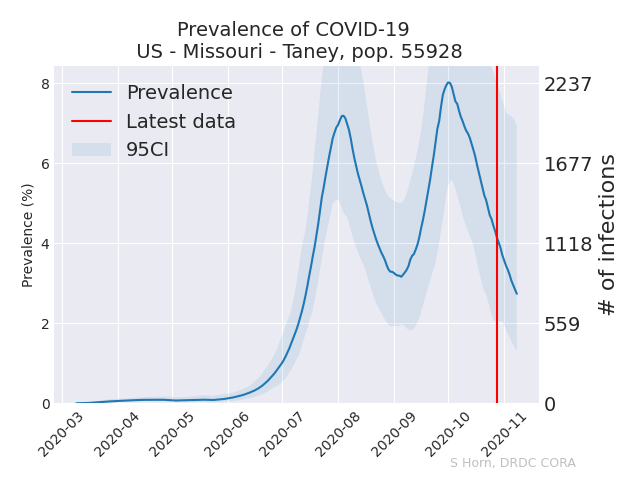 Prevalence of COVID-19
US - Missouri - Taney, pop. 55928
Prevalence
Latest data
95CI
Prevalence (%)
8
6
4
2
0
2237
1677
1118
559
0
# of infections
2020-03
2020-04
2020-05
2020-06
2020-07
2020-08
2020-09
2020-10
2020-11
S Horn, DRDC CORA